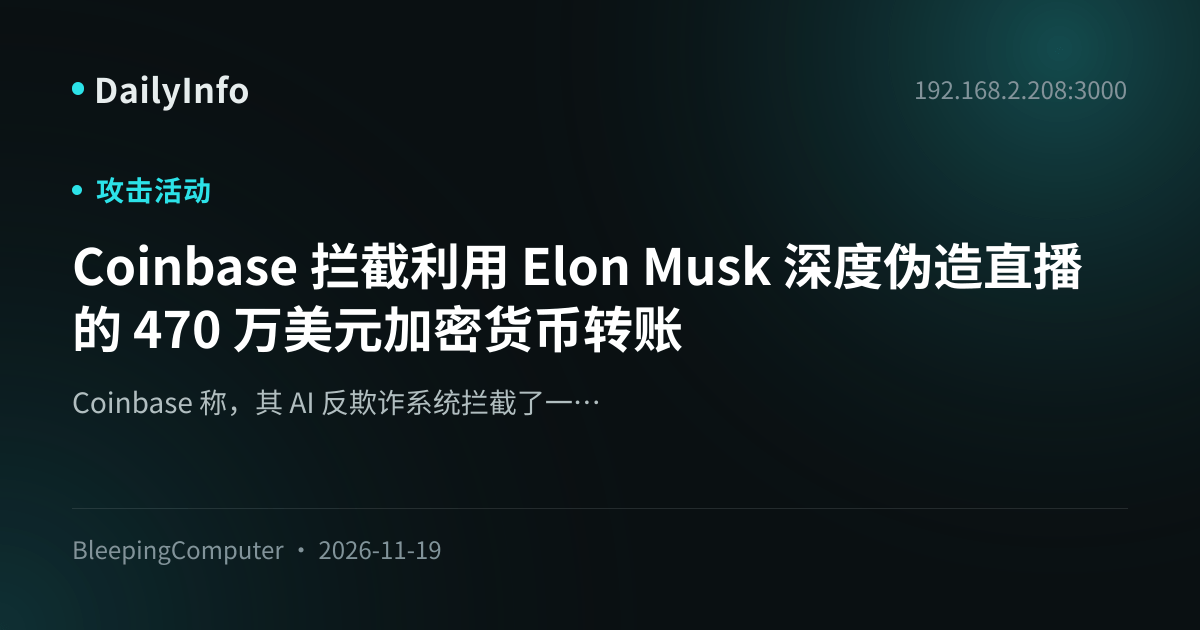 DailyInfo
192.168.2.208:3000
攻击活动
Coinbase 拦截利用 Elon Musk 深度伪造直播
的 470 万美元加密货币转账
Coinbase 称，其 AI 反欺诈系统拦截了一…
BleepingComputer • 2026-11-19